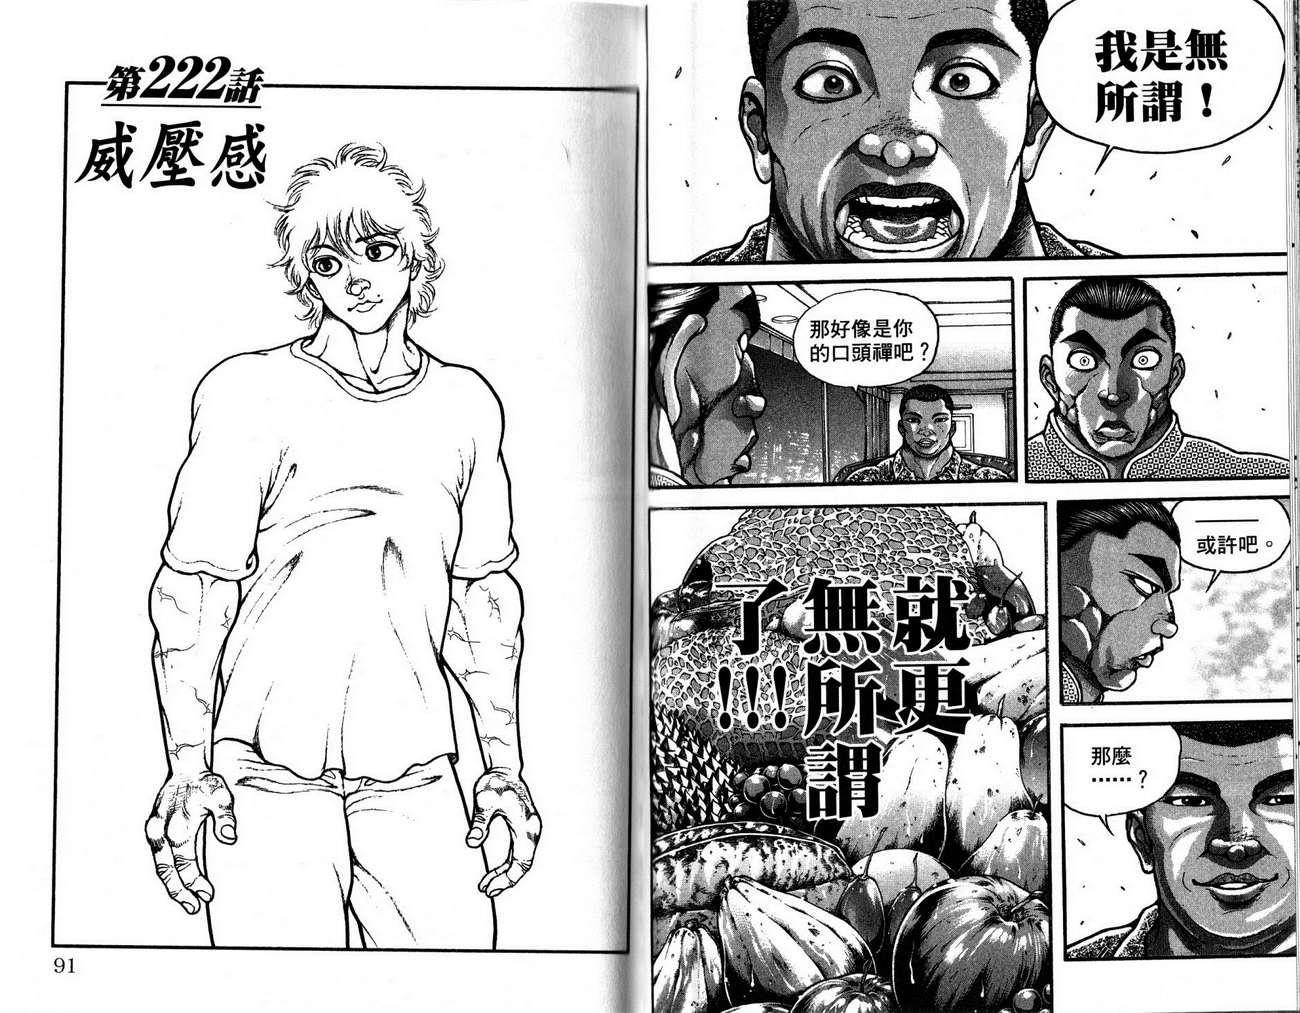 我是無
所謂！
那好像是你
的口頭禪吧？
——
或許吧。
就更
無所謂
了!!!
那麼
……？
第222話
威壓感
91